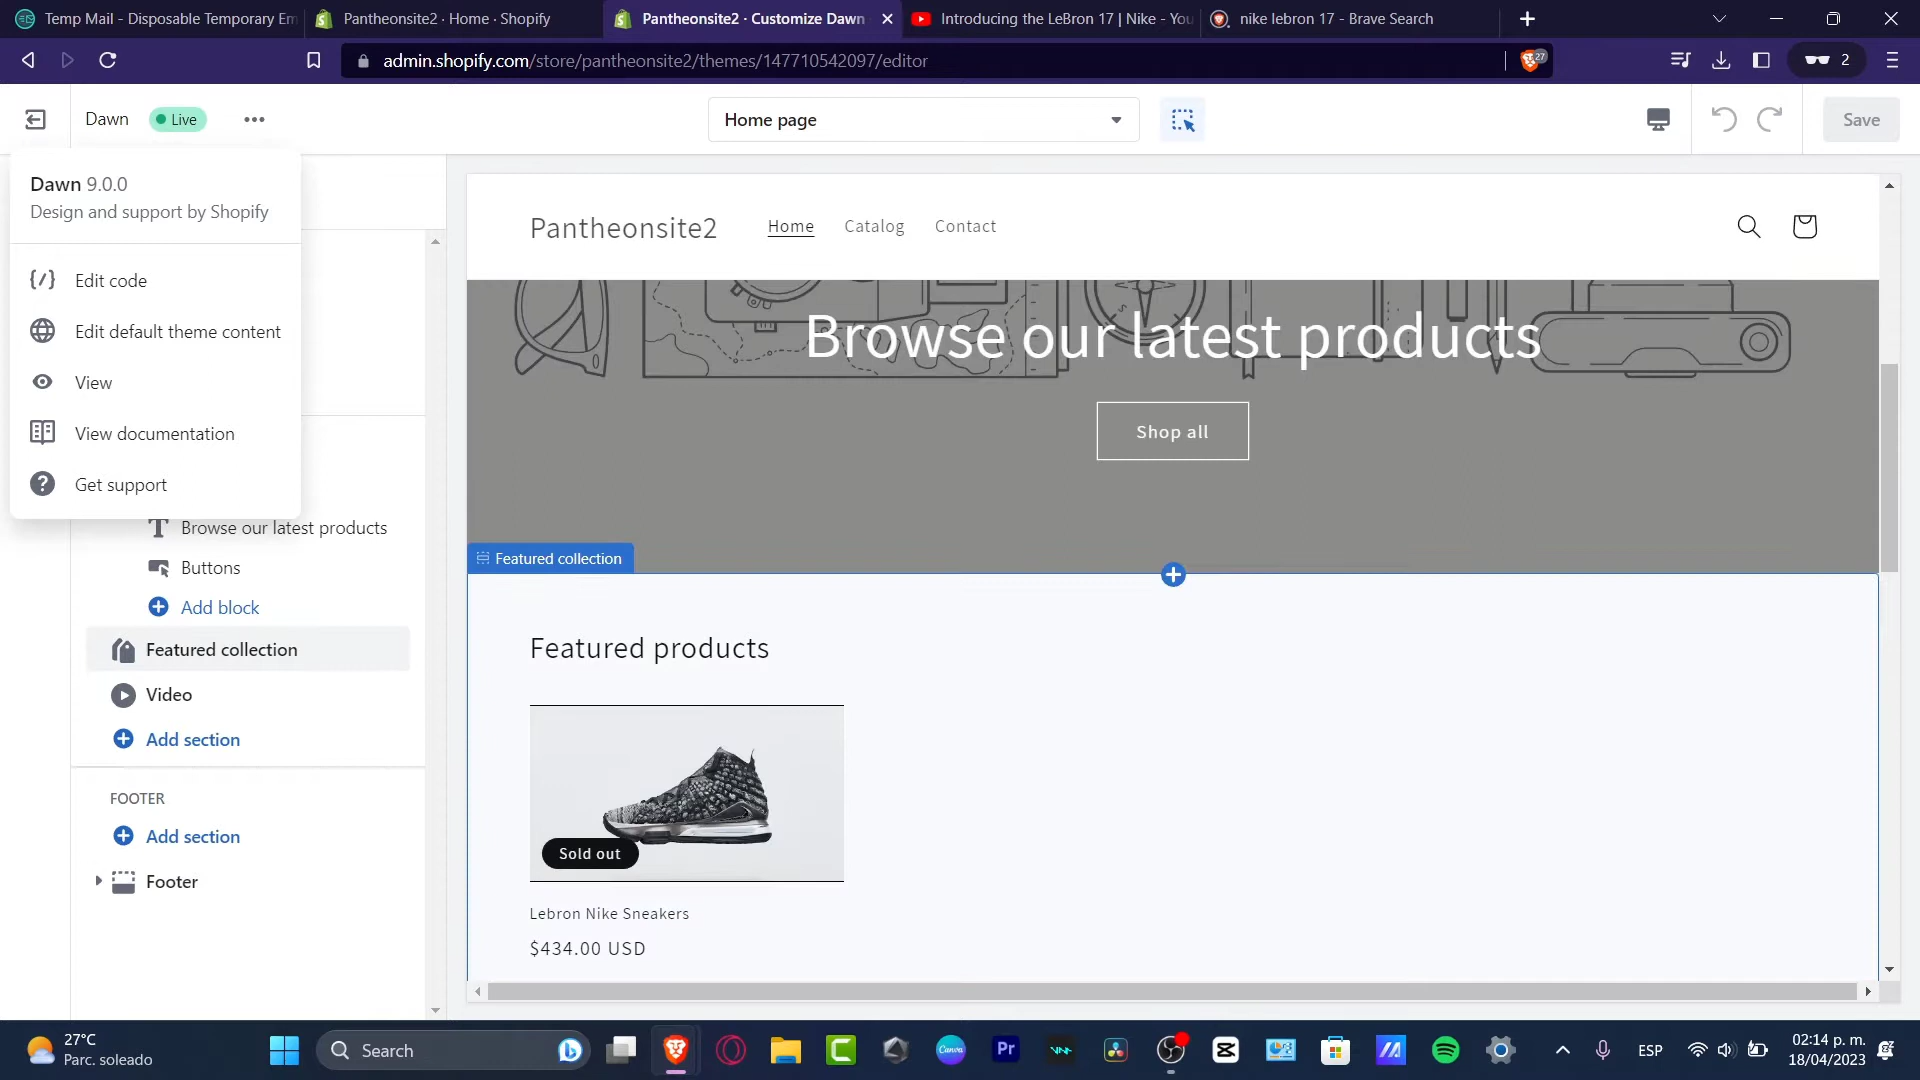 Temp Mail - Disposable Temporary Em
Pantheonsite2 · Home · Shopify
Pantheonsite2 · Customize Dawn
Introducing the LeBron 17 | Nike - You
nike lebron 17 - Brave Search
admin.shopify.com/store/pantheonsite2/themes/147710542097/editor
27
2
Dawn
Live
Home page
Save
Dawn 9.0.0
Design and support by Shopify
Edit code
Edit default theme content
View
View documentation
Get support
Browse our latest products
Buttons
Add block
Featured collection
Video
Add section
FOOTER
Add section
Footer
Pantheonsite2
Home
Catalog
Contact
Browse our latest products
Shop all
Featured collection
Featured products
Sold out
Lebron Nike Sneakers
$434.00 USD
27°C
Parc. soleado
Search
Canva
Pr
ESP
02:14 p. m.
18/04/2023